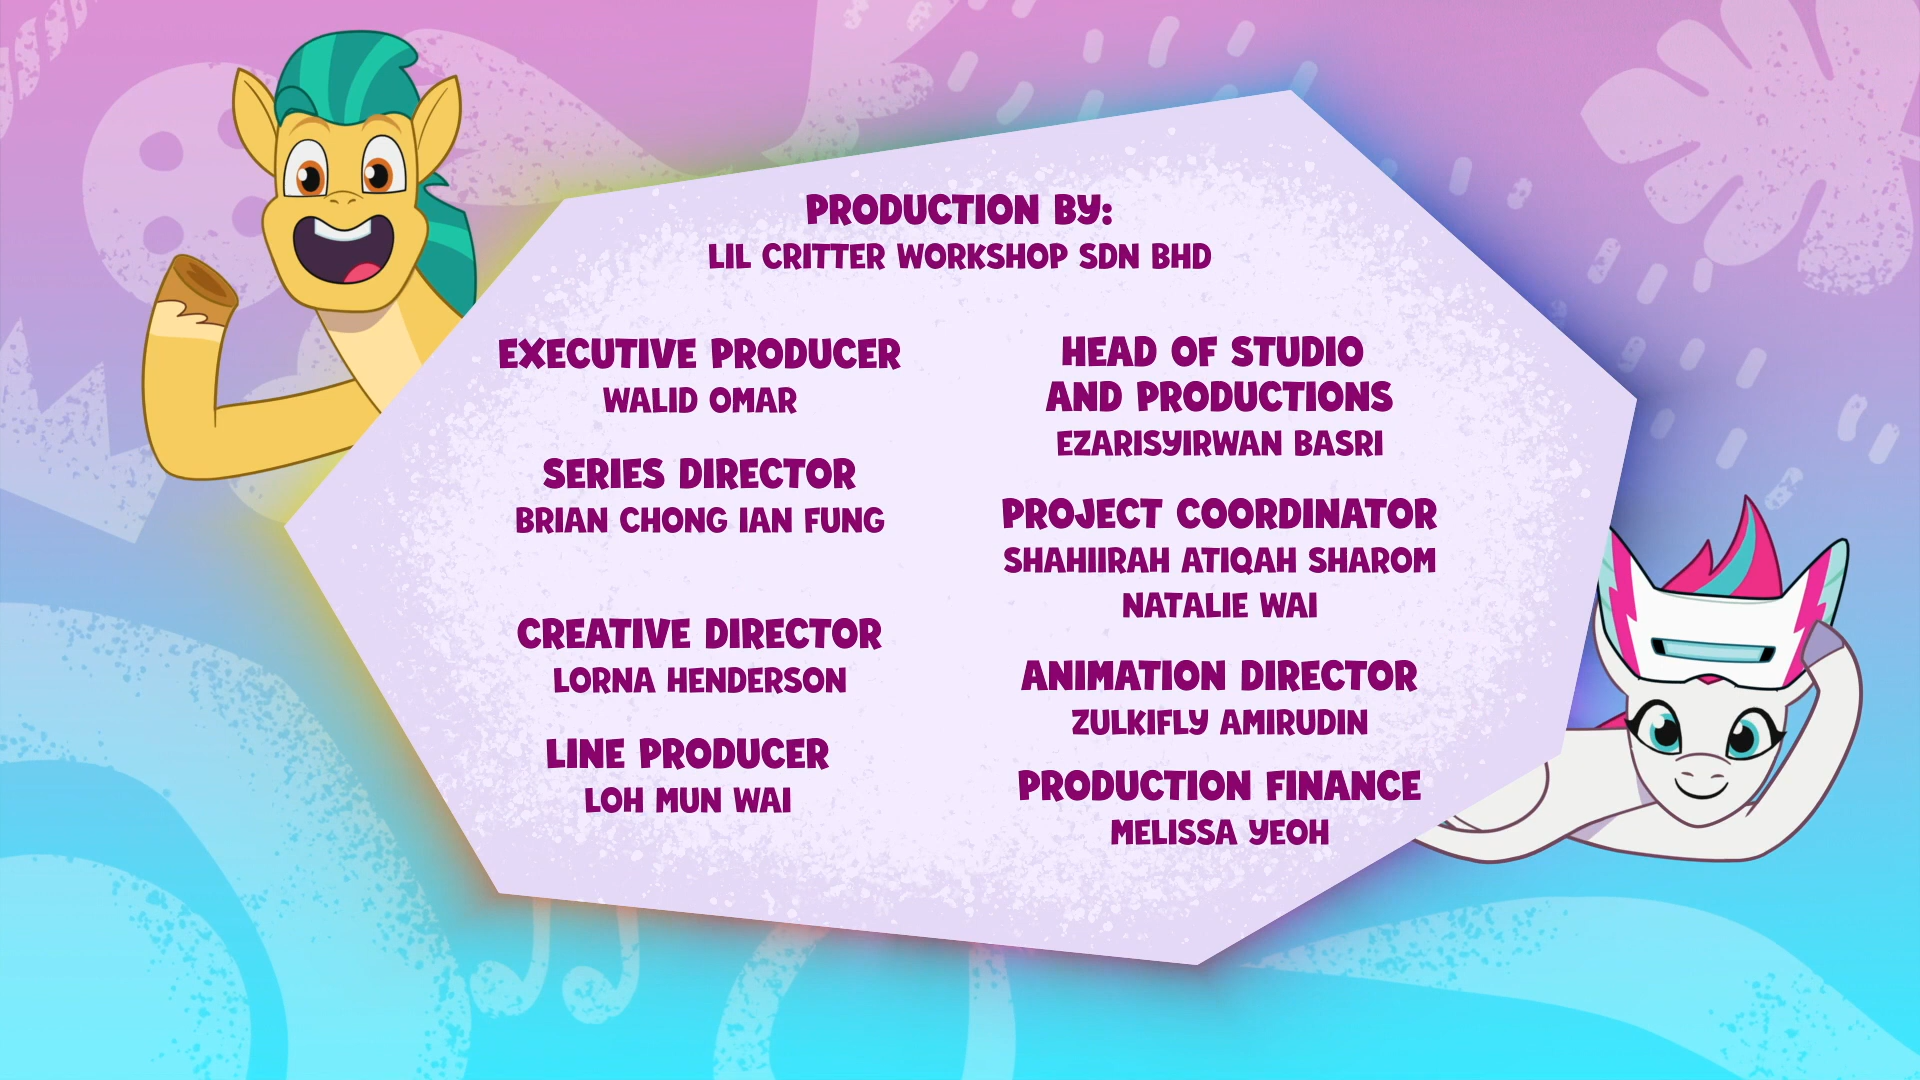 PRODUCTION BY:
LIL CRITTER WORKSHOP SDN BHD
EXECUTIVE PRODUCER
WALID OMAR
SERIES DIRECTOR
BRIAN CHONG IAN FUNG
CREATIVE DIRECTOR
LORNA HENDERSON
LINE PRODUCER
LOH MUN WAI
HEAD OF STUDIO
AND PRODUCTIONS
EZARISYIRWAN BASRI
PROJECT COORDINATOR
SHAHIIRAH ATIQAH SHAROM
NATALIE WAI
ANIMATION DIRECTOR
ZULKIFLY AMIRUDIN
PRODUCTION FINANCE
MELISSA YEOH